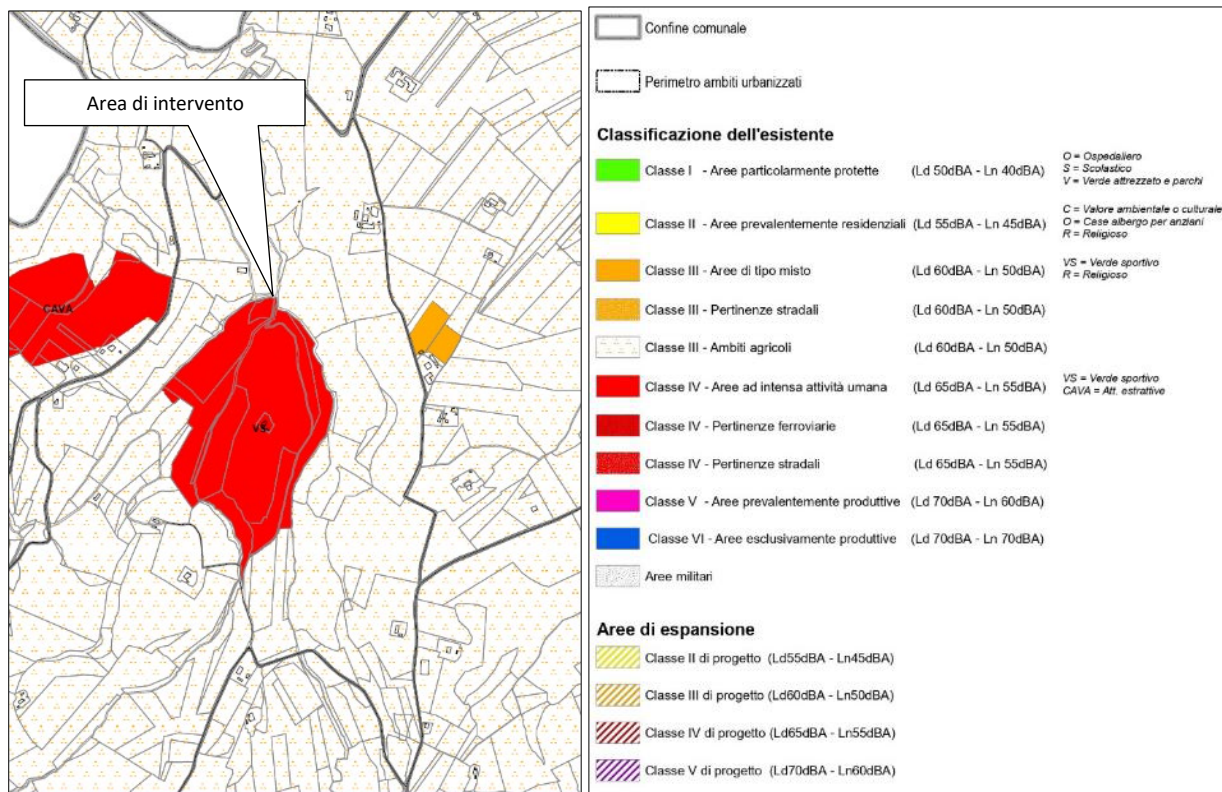 Area di intervento
CAVA
VS
Confine comunale
Perimetro ambiti urbanizzati
Classificazione dell'esistente
Classe I - Aree particolarmente protette (Ld 50dBA - Ln 40dBA)
O = Ospedaliero
S = Scolastico
V = Verde attrezzato e parchi
Classe II - Aree prevalentemente residenziali (Ld 55dBA - Ln 45dBA)
C = Valore ambientale o culturale
O = Case albergo per anziani
R = Religioso
Classe III - Aree di tipo misto (Ld 60dBA - Ln 50dBA)
VS = Verde sportivo
R = Religioso
Classe III - Pertinenze stradali (Ld 60dBA - Ln 50dBA)
Classe III - Ambiti agricoli (Ld 60dBA - Ln 50dBA)
Classe IV - Aree ad intensa attività umana (Ld 65dBA - Ln 55dBA)
VS = Verde sportivo
CAVA = Att. estrattive
Classe IV - Pertinenze ferroviarie (Ld 65dBA - Ln 55dBA)
Classe IV - Pertinenze stradali (Ld 65dBA - Ln 55dBA)
Classe V - Aree prevalentemente produttive (Ld 70dBA - Ln 60dBA)
Classe VI - Aree esclusivamente produttive (Ld 70dBA - Ln 70dBA)
Aree militari
Aree di espansione
Classe II di progetto (Ld55dBA - Ln45dBA)
Classe III di progetto (Ld60dBA - Ln50dBA)
Classe IV di progetto (Ld65dBA - Ln55dBA)
Classe V di progetto (Ld70dBA - Ln60dBA)